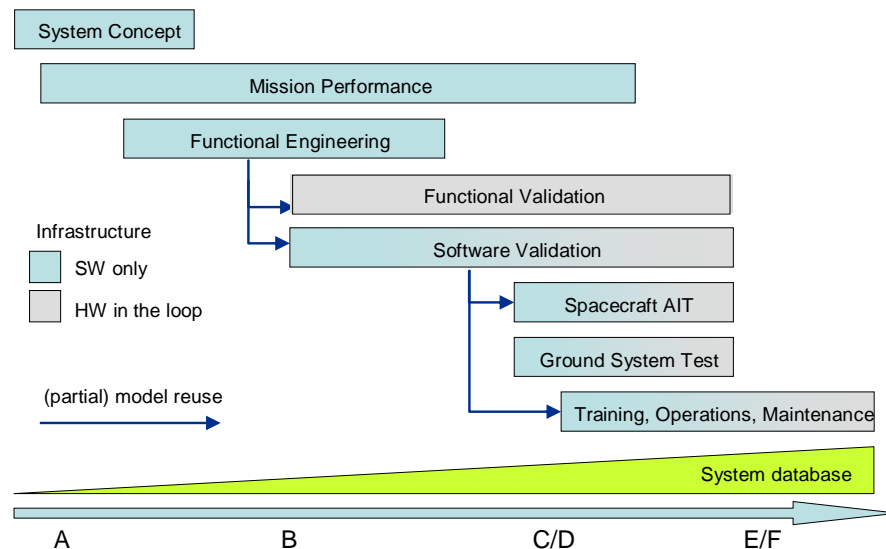 System Concept
Mission Performance
Functional Engineering
Functional Validation
Infrastructure
Software Validation
SW only
Spacecraft AIT
HW in the loop
Ground System Test
(partial) model reuse
Training, Operations, Maintenance
System database
A B C/D E/F